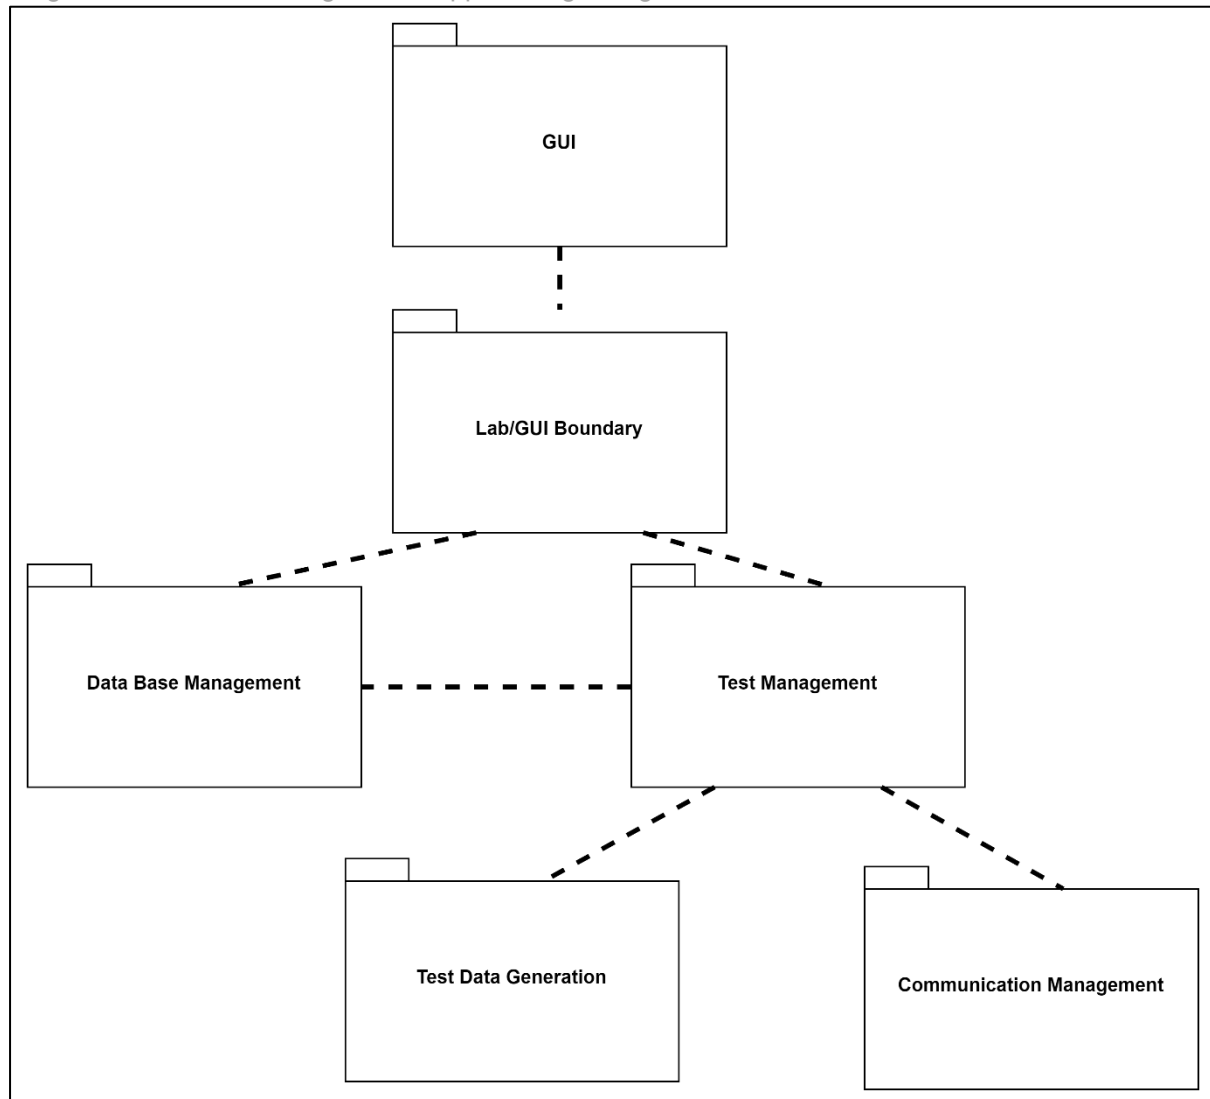 GUI
Lab/GUI Boundary
Data Base Management
Test Management
Test Data Generation
Communication Management